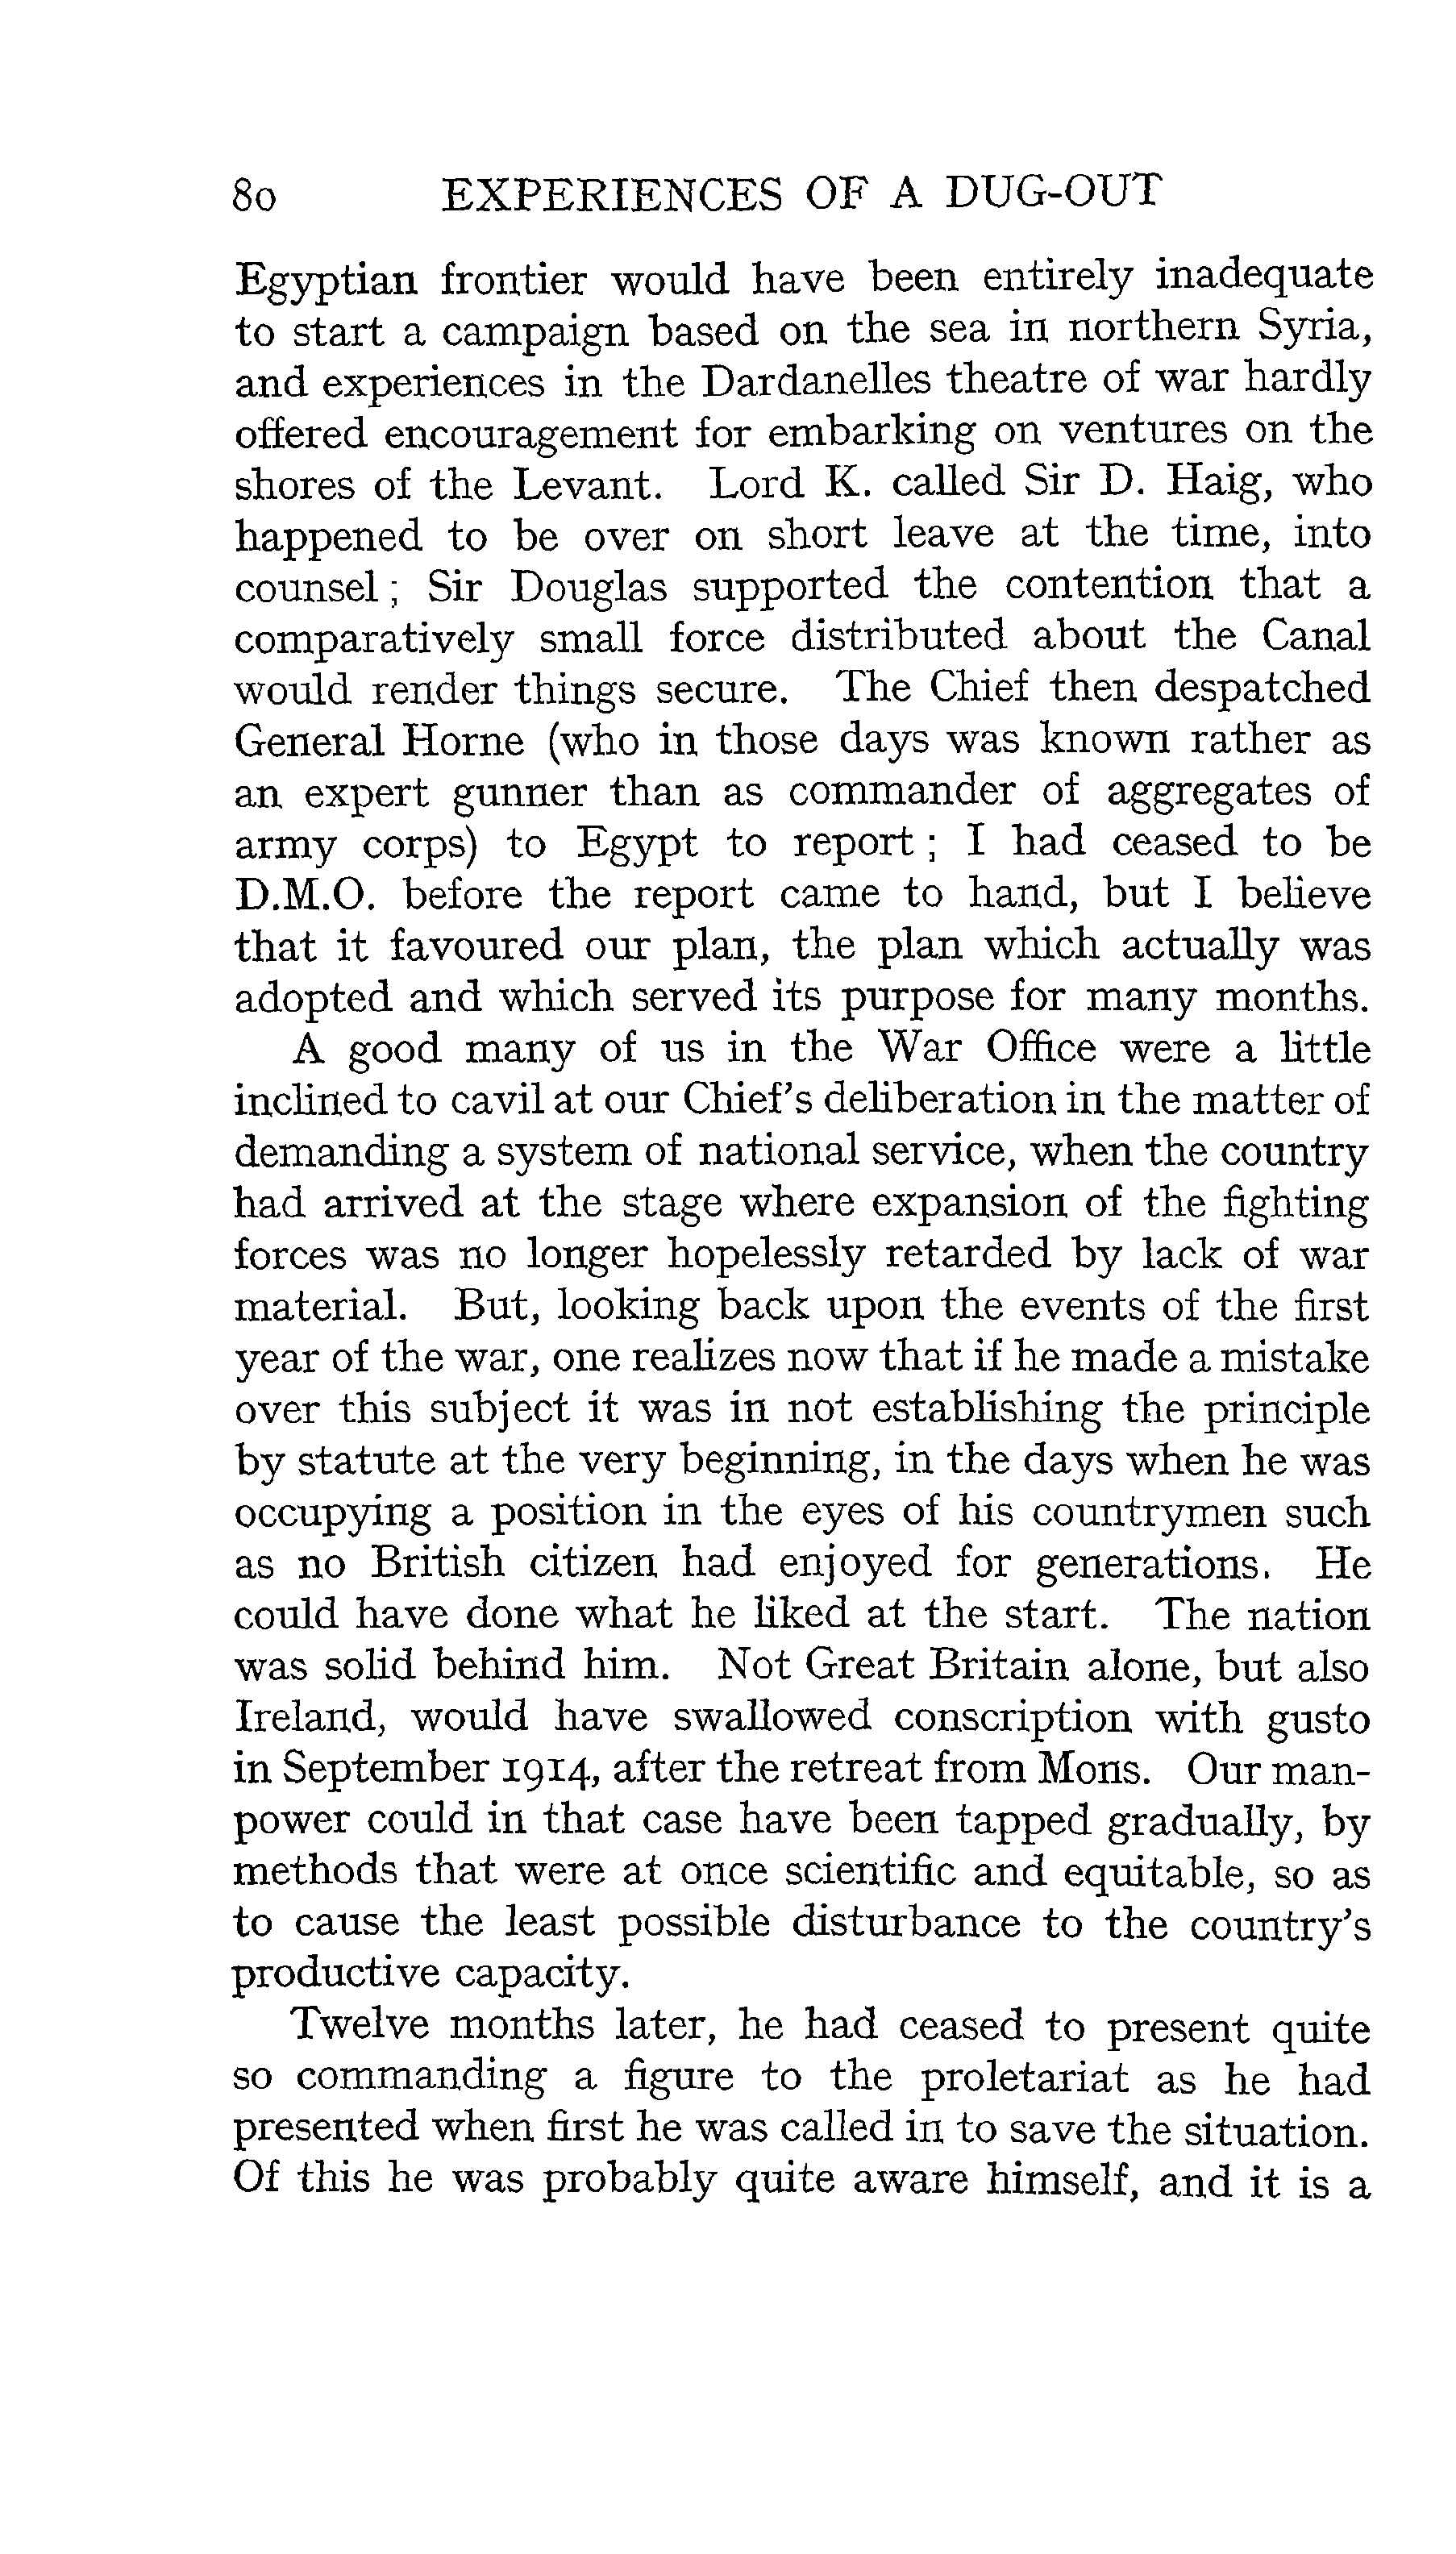 80 EXPERIENCES OF A DUG-OUT
Egyptian frontier would have been entirely inadequate
to start a campaign based on the sea in northern Syria,
and experiences in the Dardanelles theatre of war hardly
offered encouragement for embarking on ventures on the
shores of the Levant. Lord K. called Sir D. Haig, who
happened to be over on short leave at the time, into
counsel ; Sir Douglas supported the contention that a
comparatively small force distributed about the Canal
would render things secure. The Chief then despatched
General Horne (who in those days was known rather as
an expert gunner than as commander of aggregates of
army corps) to Egypt to report ; I had ceased to be
D.M.O. before the report came to hand, but I believe
that it favoured our plan, the plan which actually was
adopted and which served its purpose for many months.
A good many of us in the War Office were a little
inclined to cavil at our Chief's deliberation in the matter of
demanding a system of national service, when the country
had arrived at the stage where expansion of the fighting
forces was no longer hopelessly retarded by lack of war
material. But, looking back upon the events of the first
year of the war, one realizes now that if he made a mistake
over this subject it was in not establishing the principle
by statute at the very beginning, in the days when he was
occupying a position in the eyes of his countrymen such
as no British citizen had enjoyed for generations. He
could have done what he liked at the start. The nation
was solid behind him. Not Great Britain alone, but also
Ireland, would have swallowed conscription with gusto
in September 1914, after the retreat from Mons. Our man-
power could in that case have been tapped gradually, by
methods that were at once scientific and equitable, so as
to cause the least possible disturbance to the country's
productive capacity.
Twelve months later, he had ceased to present quite
so commanding a figure to the proletariat as he had
presented when first he was called in to save the situation.
Of this he was probably quite aware himself, and it is a